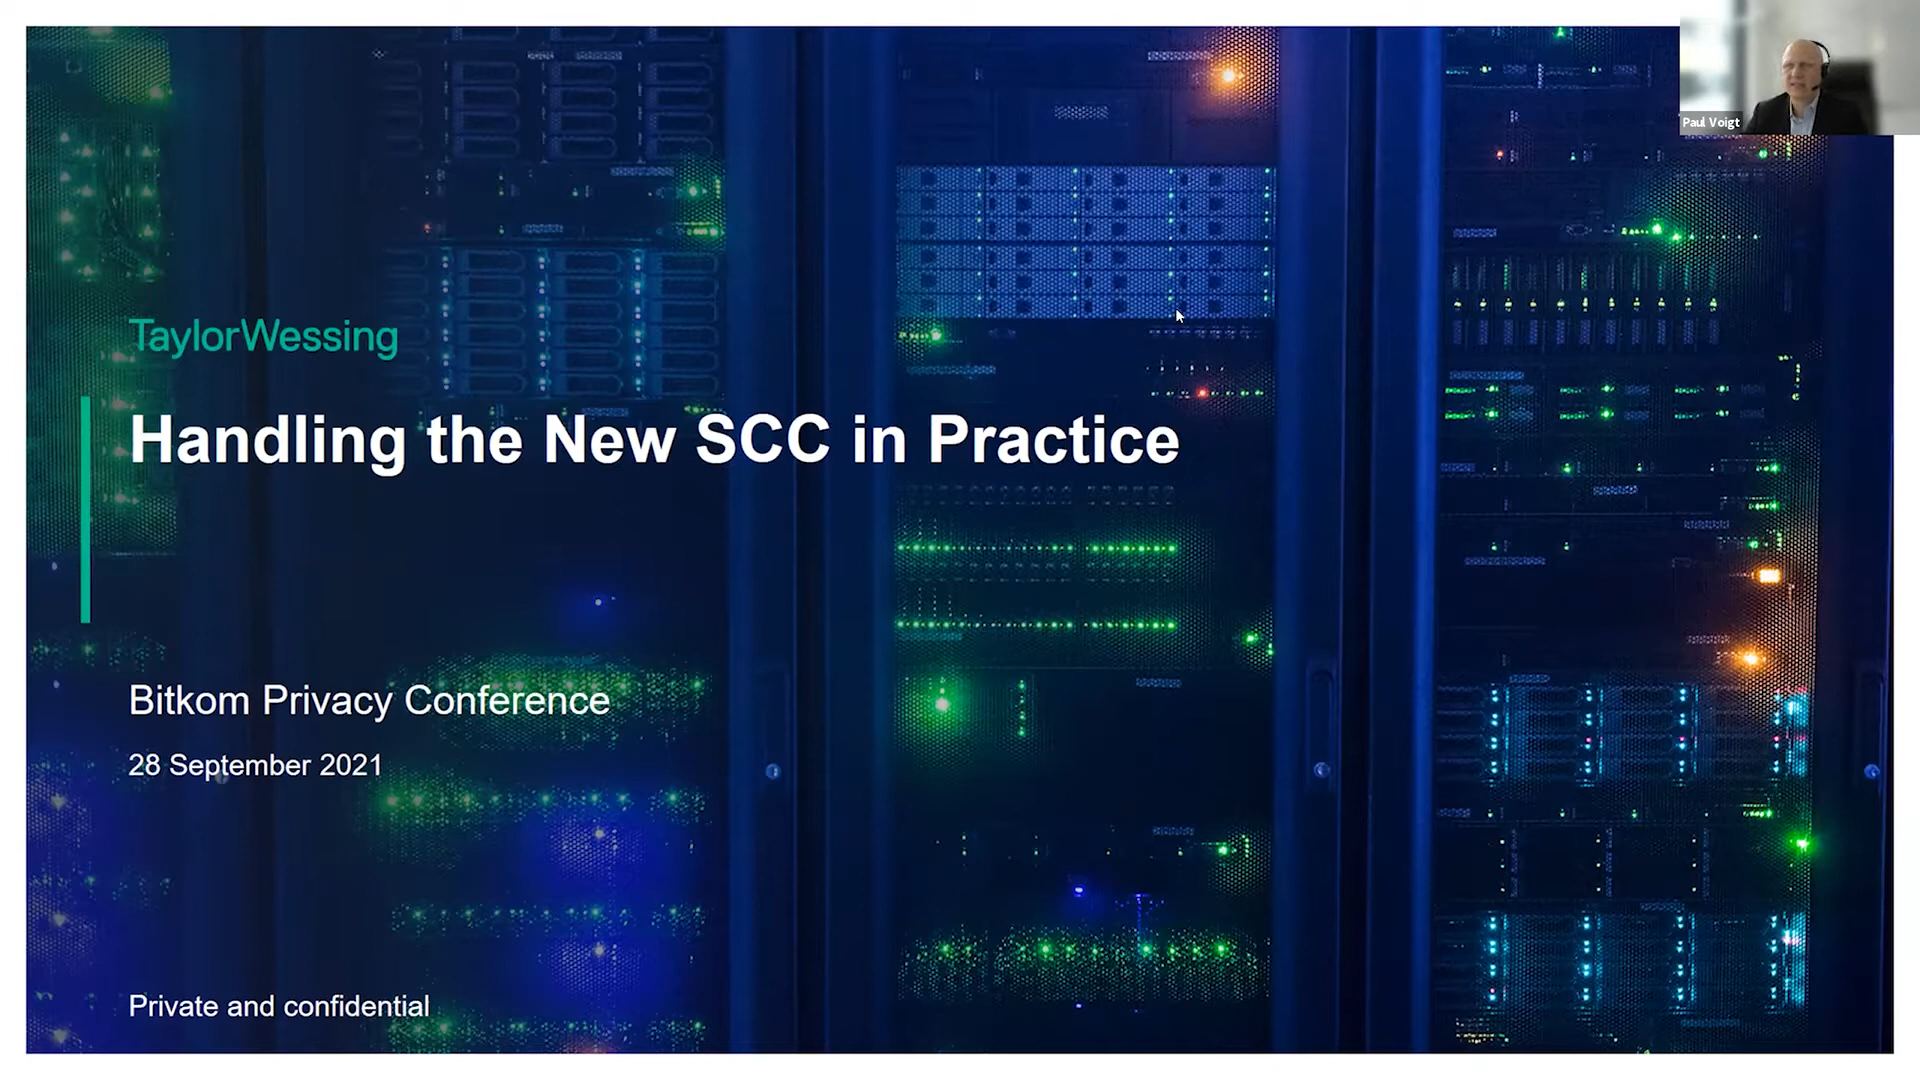 Paul Voigt
TaylorWessing
Handling the New SCC in Practice
Bitkom Privacy Conference
28 September 2021
Private and confidential